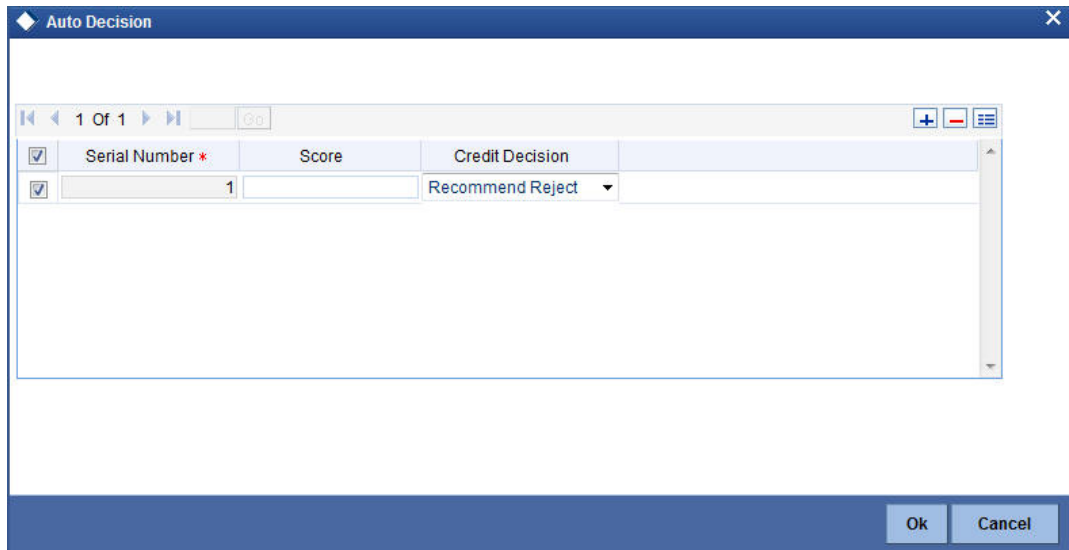 Auto Decision
1 Of 1 Go
Serial Number * Score Credit Decision
1 Recommend Reject
Ok Cancel